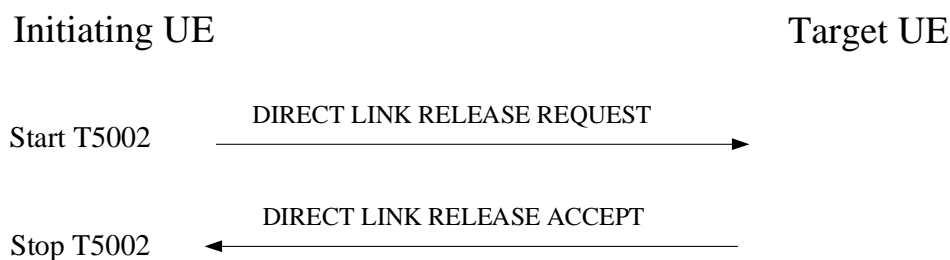 Initiating UE
Target UE
DIRECT LINK RELEASE REQUEST
Start T5002
DIRECT LINK RELEASE ACCEPT
Stop T5002